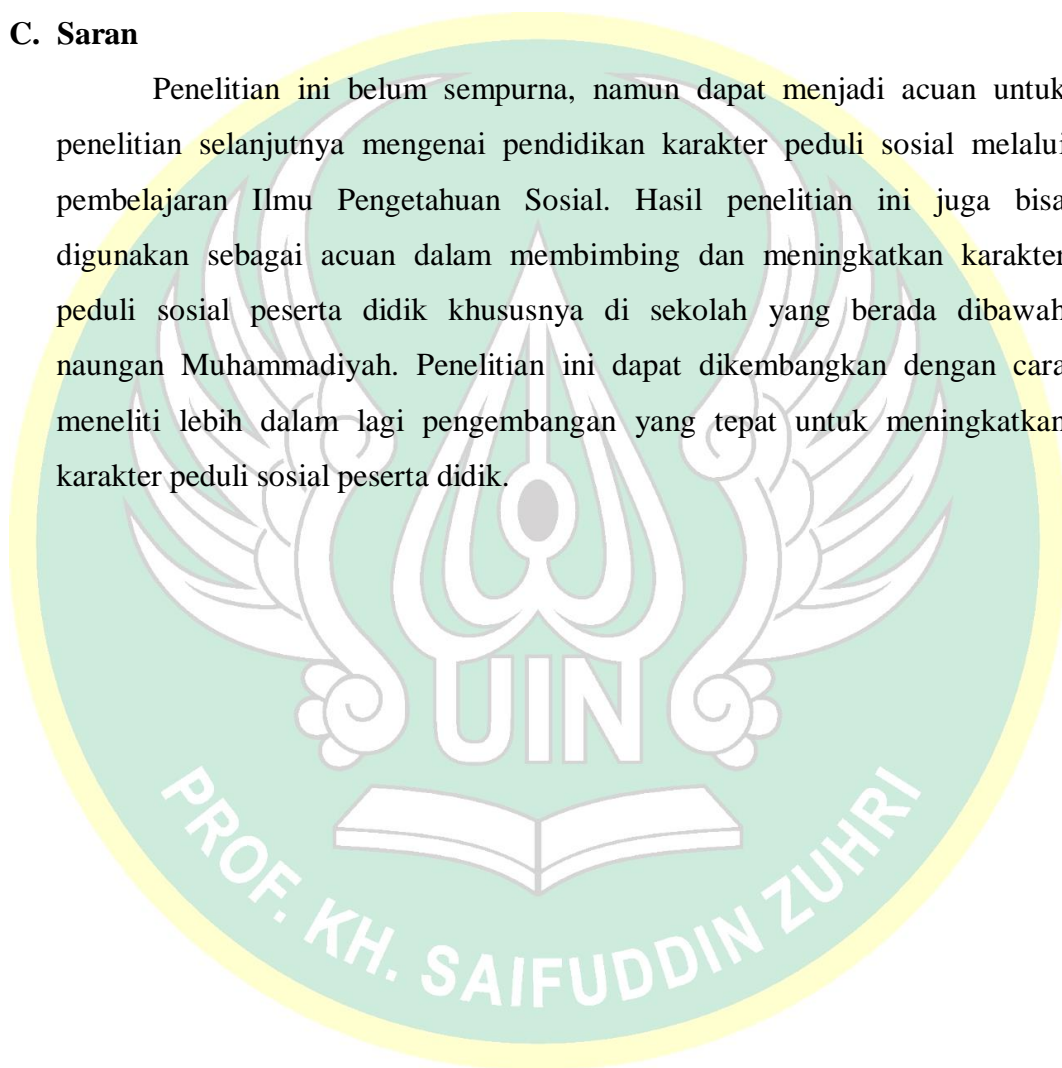 C. Saran
Penelitian ini belum sempurna, namun dapat menjadi acuan untuk
penelitian selanjutnya mengenai pendidikan karakter peduli sosial melalui
pembelajaran Ilmu Pengetahuan Sosial. Hasil penelitian ini juga bisa
digunakan sebagai acuan dalam membimbing dan meningkatkan karakter
peduli sosial peserta didik khususnya di sekolah yang berada dibawah
naungan Muhammadiyah. Penelitian ini dapat dikembangkan dengan cara
meneliti lebih dalam lagi pengembangan yang tepat untuk meningkatkan
karakter peduli sosial peserta didik.
UIN
PROF. KH. SAIFUDDIN ZUHRI